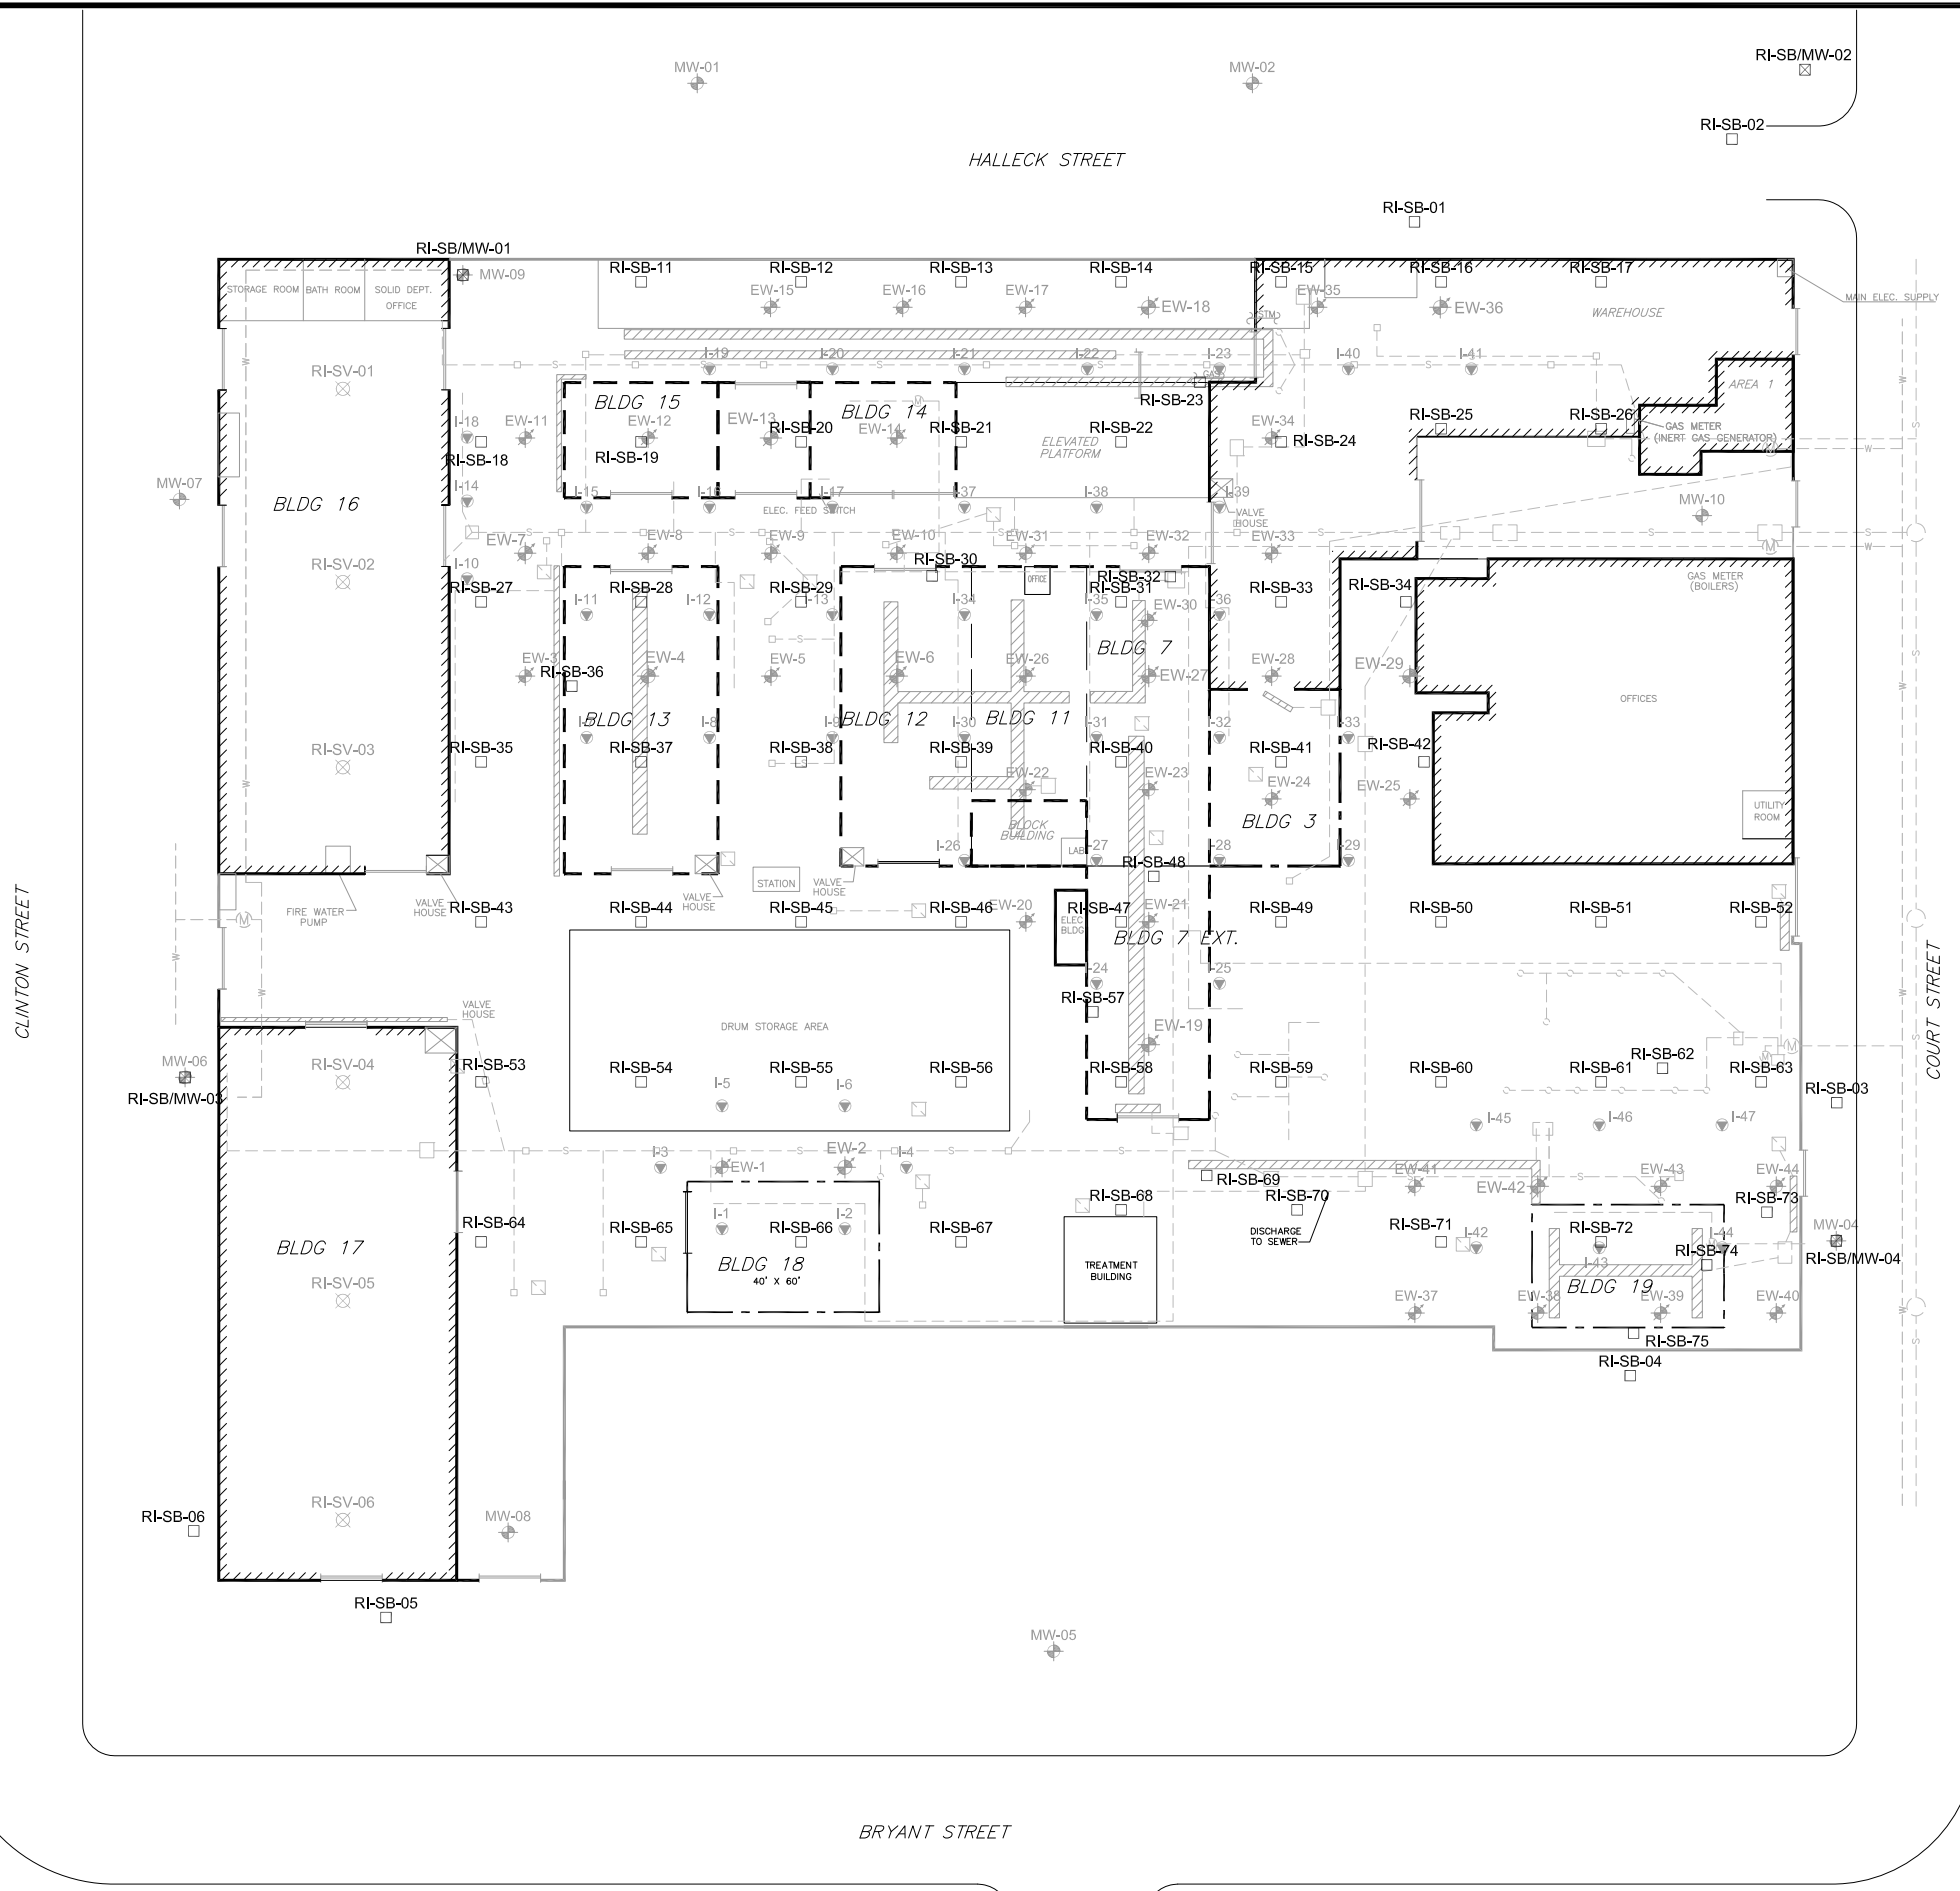 RI-SB/MW-02
MW-01
MW-02
RI-SB-02
HALLECK STREET
RI-SB-01
RI-SB/MW-01
MW-09
RI-SB-11
RI-SB-12
RI-SB-13
RI-SB-14
RI-SB-15
RI-SB-16
RI-SB-17
STORAGE ROOM
BATH ROOM
SOLID DEPT.
OFFICE
EW-15
EW-16
EW-17
EW-18
EW-35
EW-36
MAIN ELEC. SUPPLY
WAREHOUSE
STM
I-19
I-20
I-21
I-22
I-23
I-40
I-41
RI-SV-01
GAS
AREA 1
BLDG 15
BLDG 14
RI-SB-23
I-18
EW-11
EW-12
EW-13
EW-14
EW-34
RI-SB-25
RI-SB-26
RI-SB-18
RI-SB-19
RI-SB-20
RI-SB-21
RI-SB-22
RI-SB-24
ELEVATED
PLATFORM
GAS METER
(INERT GAS GENERATOR)
MW-07
BLDG 16
I-14
I-15
I-16
I-17
I-37
I-38
I-39
ELEC. FEED SWITCH
VALVE
HOUSE
MW-10
EW-7
EW-8
EW-9
EW-10
EW-31
EW-32
EW-33
RI-SV-02
I-10
RI-SB-30
OFFICE
RI-SB-32
GAS METER
(BOILERS)
RI-SB-27
RI-SB-28
RI-SB-29
RI-SB-31
RI-SB-33
RI-SB-34
I-11
I-12
I-13
I-34
I-35
EW-30
I-36
BLDG 7
EW-3
RI-SB-36
EW-4
EW-5
EW-6
EW-26
EW-27
EW-28
EW-29
OFFICES
BLDG 13
BLDG 12
BLDG 11
I-7
I-8
I-9
I-30
I-31
I-32
I-33
RI-SV-03
RI-SB-35
RI-SB-37
RI-SB-38
RI-SB-39
RI-SB-40
RI-SB-41
RI-SB-42
EW-22
EW-23
EW-24
EW-25
BLOCK
BUILDING
BLDG 3
UTILITY
ROOM
I-26
LAB
I-27
I-28
I-29
RI-SB-48
STATION
VALVE
HOUSE
VALVE
HOUSE
VALVE
HOUSE
FIRE WATER
PUMP
RI-SB-43
RI-SB-44
RI-SB-45
RI-SB-46
EW-20
RI-SB-47
EW-21
RI-SB-49
RI-SB-50
RI-SB-51
RI-SB-52
ELEC.
BLDG
BLDG 7 EXT.
CLINTON STREET
COURT STREET
I-24
I-25
RI-SB-57
VALVE
HOUSE
DRUM STORAGE AREA
EW-19
MW-06
RI-SB/MW-03
RI-SV-04
RI-SB-53
RI-SB-54
RI-SB-55
RI-SB-56
RI-SB-58
RI-SB-59
RI-SB-60
RI-SB-61
RI-SB-62
RI-SB-63
RI-SB-03
I-5
I-6
I-45
I-46
I-47
I-3
EW-1
EW-2
I-4
RI-SB-69
EW-41
EW-42
EW-43
EW-44
RI-SB-64
RI-SB-65
RI-SB-66
RI-SB-67
RI-SB-68
RI-SB-70
RI-SB-71
RI-SB-72
RI-SB-73
I-1
I-2
DISCHARGE
TO SEWER
I-42
I-43
I-44
RI-SB-74
MW-04
RI-SB/MW-04
BLDG 17
BLDG 18
40' X 60'
TREATMENT
BUILDING
BLDG 19
RI-SV-05
EW-37
EW-38
EW-39
EW-40
RI-SB-75
RI-SB-04
RI-SV-06
RI-SB-06
MW-08
RI-SB-05
MW-05
BRYANT STREET